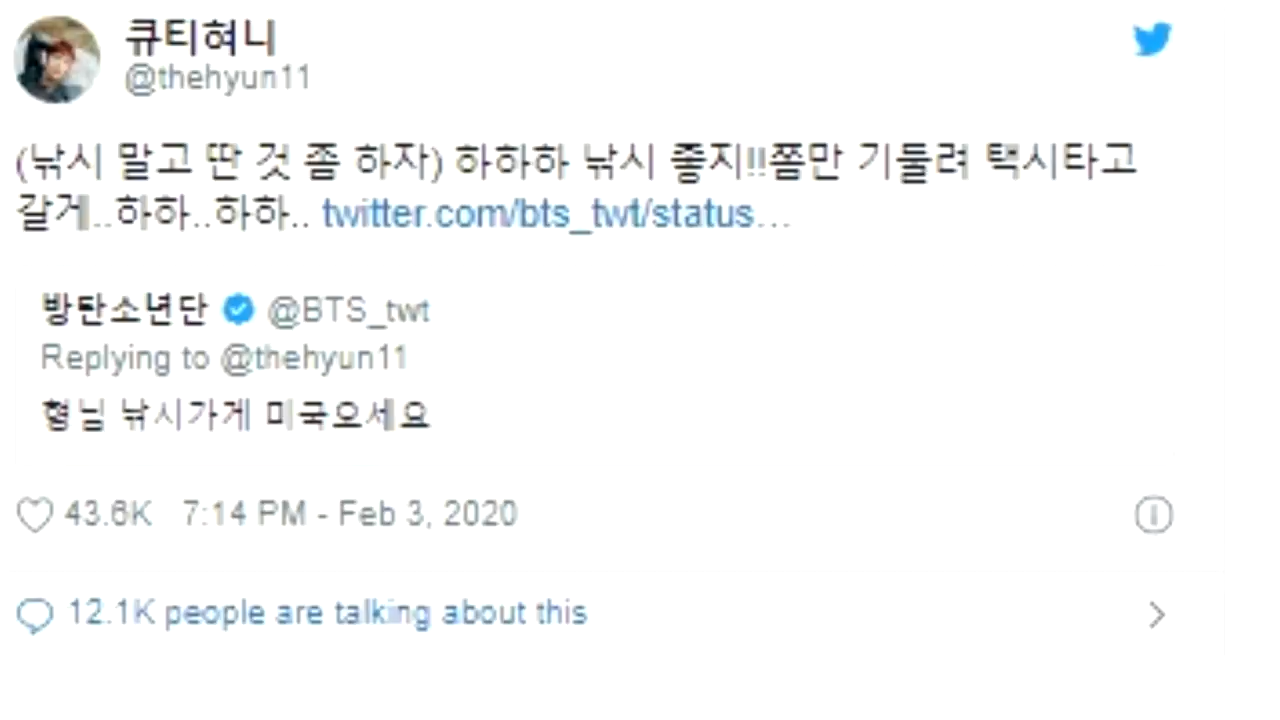 큐티혀니
@thehyun11
(낚시 말고 딴 것 좀 하자) 하하하 낚시 좋지!!쫌만 기둘려 택시타고
갈게..하하..하하.. twitter.com/bts_twt/status…
방탄소년단 @BTS_twt
Replying to @thehyun11
형님 낚시가게 미국오세요
43.6K 7:14 PM - Feb 3, 2020
12.1K people are talking about this